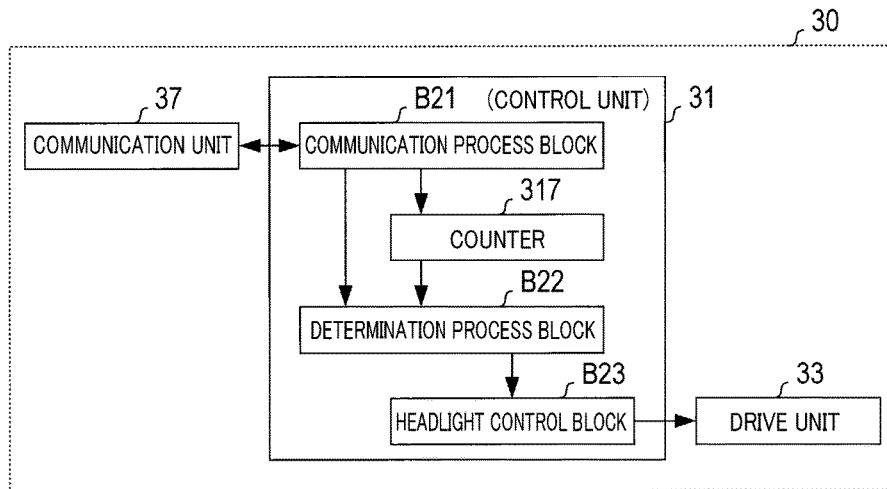 30
37
B21
(CONTROL UNIT)
31
COMMUNICATION UNIT
COMMUNICATION PROCESS BLOCK
317
COUNTER
B22
DETERMINATION PROCESS BLOCK
B23
33
HEADLIGHT CONTROL BLOCK
DRIVE UNIT